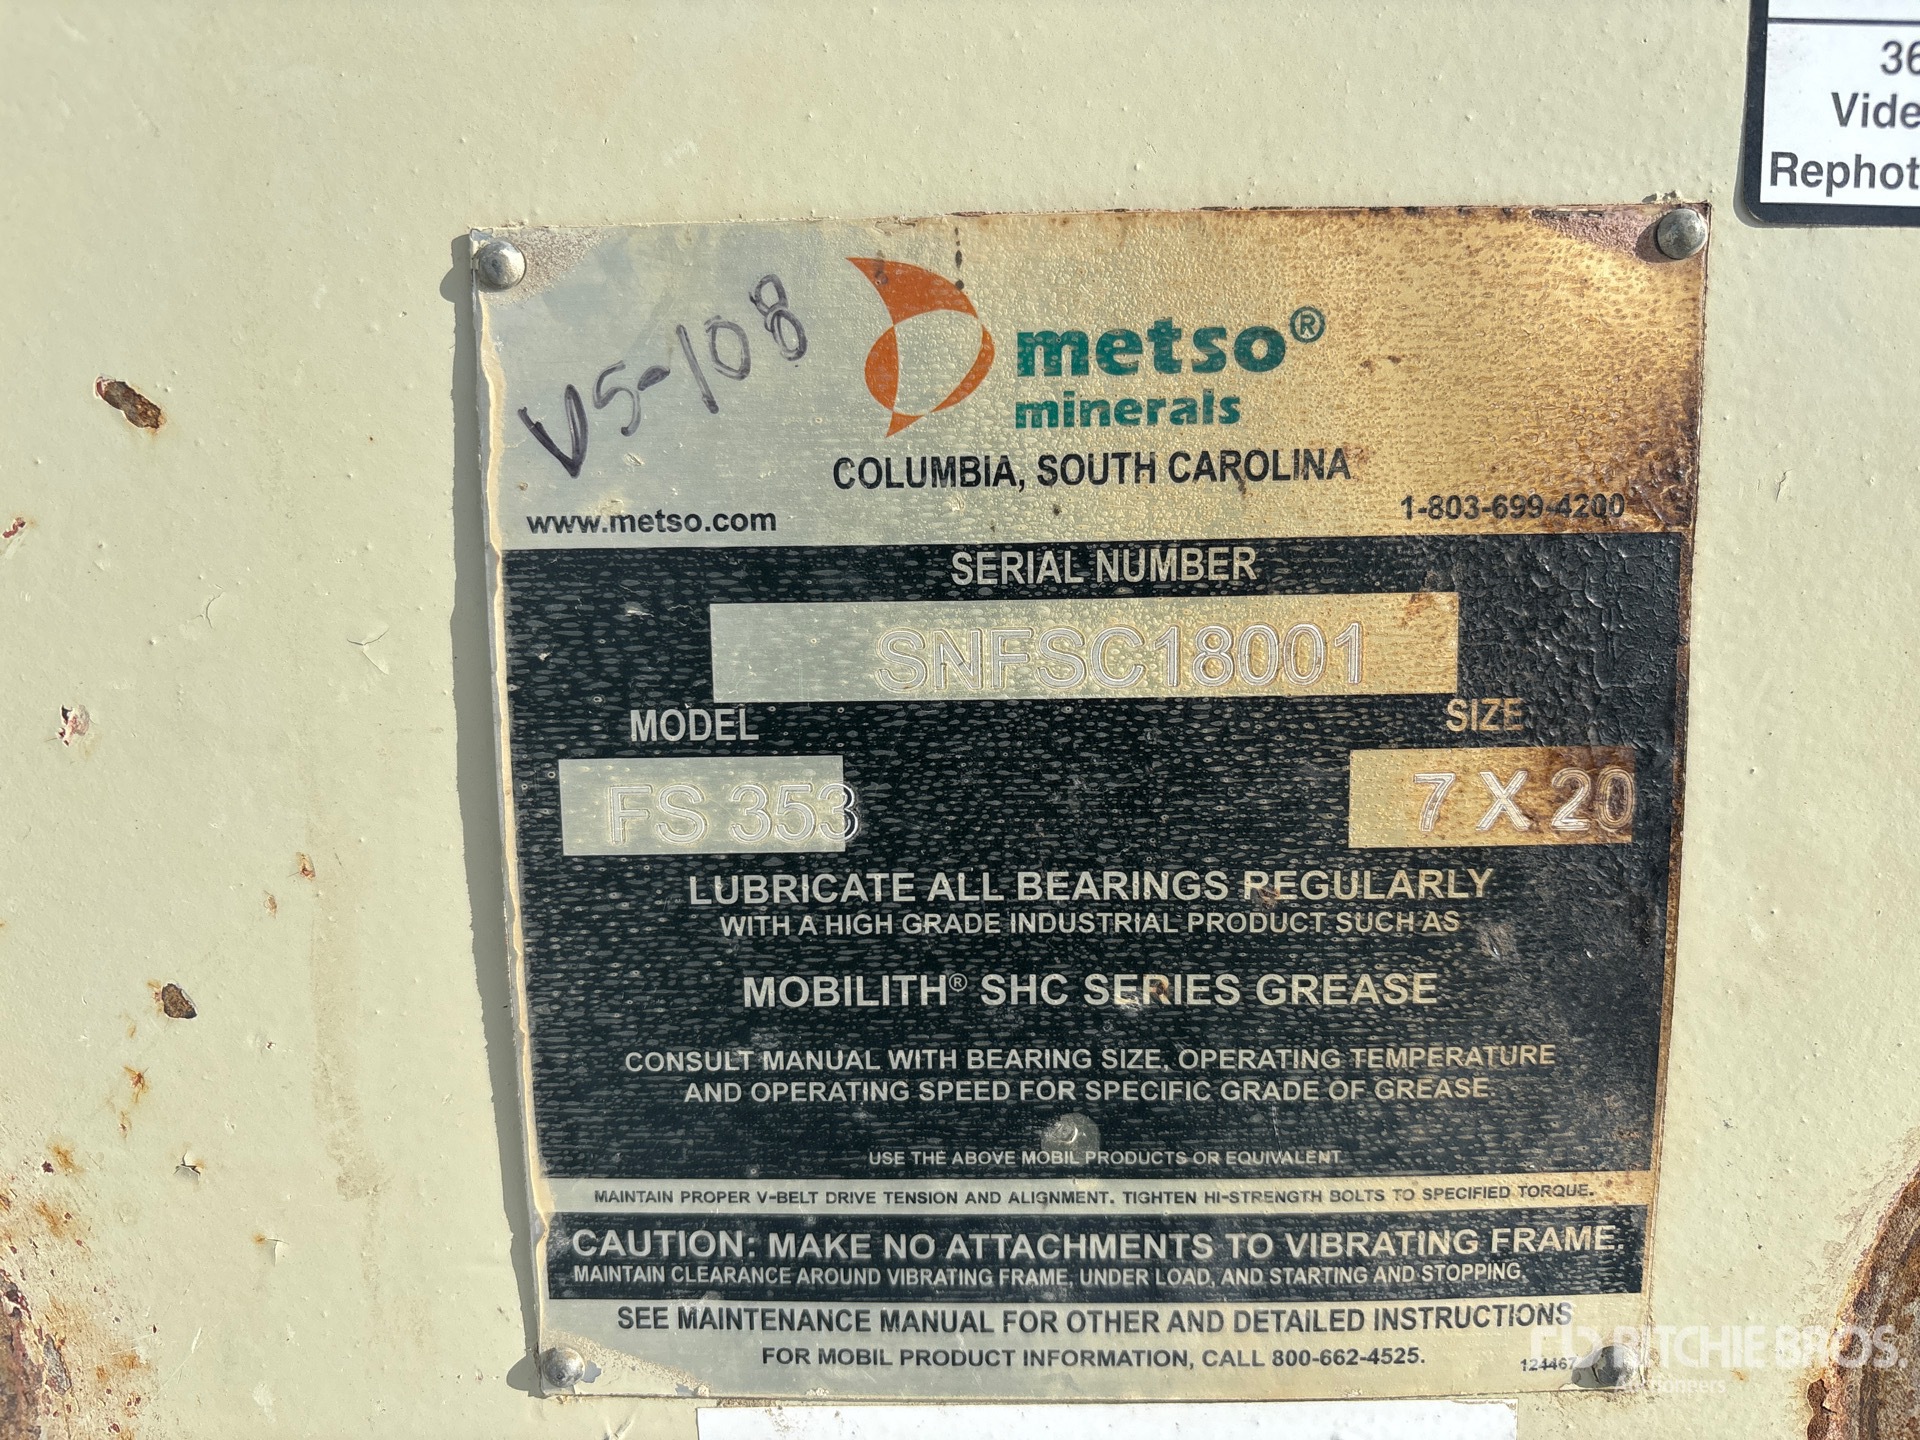 36
Vide
Rephot
VS-108
metso®
minerals
COLUMBIA, SOUTH CAROLINA
www.metso.com 1-803-699-4200
SERIAL NUMBER
SNFSC18001
MODEL SIZE
FS 353 7 X 20
LUBRICATE ALL BEARINGS REGULARLY
WITH A HIGH GRADE INDUSTRIAL PRODUCT SUCH AS
MOBILITH® SHC SERIES GREASE
CONSULT MANUAL WITH BEARING SIZE, OPERATING TEMPERATURE
AND OPERATING SPEED FOR SPECIFIC GRADE OF GREASE.
USE THE ABOVE MOBIL PRODUCTS OR EQUIVALENT
MAINTAIN PROPER V-BELT DRIVE TENSION AND ALIGNMENT. TIGHTEN HI-STRENGTH BOLTS TO SPECIFIED TORQUE.
CAUTION: MAKE NO ATTACHMENTS TO VIBRATING FRAME.
MAINTAIN CLEARANCE AROUND VIBRATING FRAME, UNDER LOAD, AND STARTING AND STOPPING.
SEE MAINTENANCE MANUAL FOR OTHER AND DETAILED INSTRUCTIONS
FOR MOBIL PRODUCT INFORMATION, CALL 800-662-4525.
124467
RITCHIE BROS.
Auctioneers